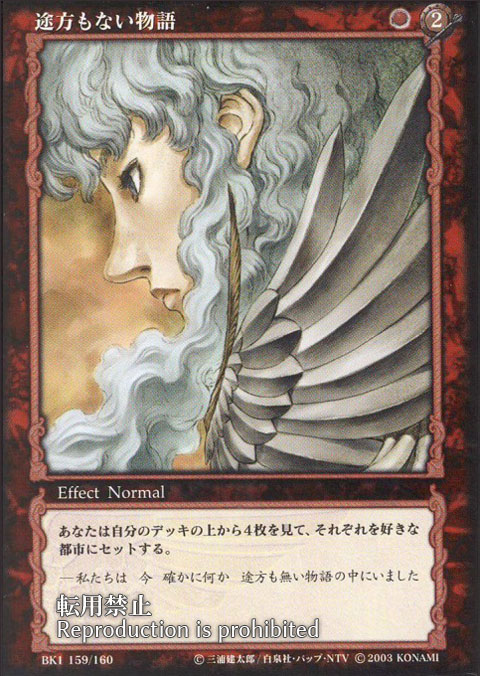 途方もない物語
2
Effect Normal
あなたは自分のデッキの上から4枚を見て、それぞれを好きな
都市にセットする。
―私たちは 今 確かに何か 途方も無い物語の中にいました
転用禁止
Reproduction is prohibited
BK1 159/160 © 三浦建太郎/白泉社・バップ・NTV © 2003 KONAMI